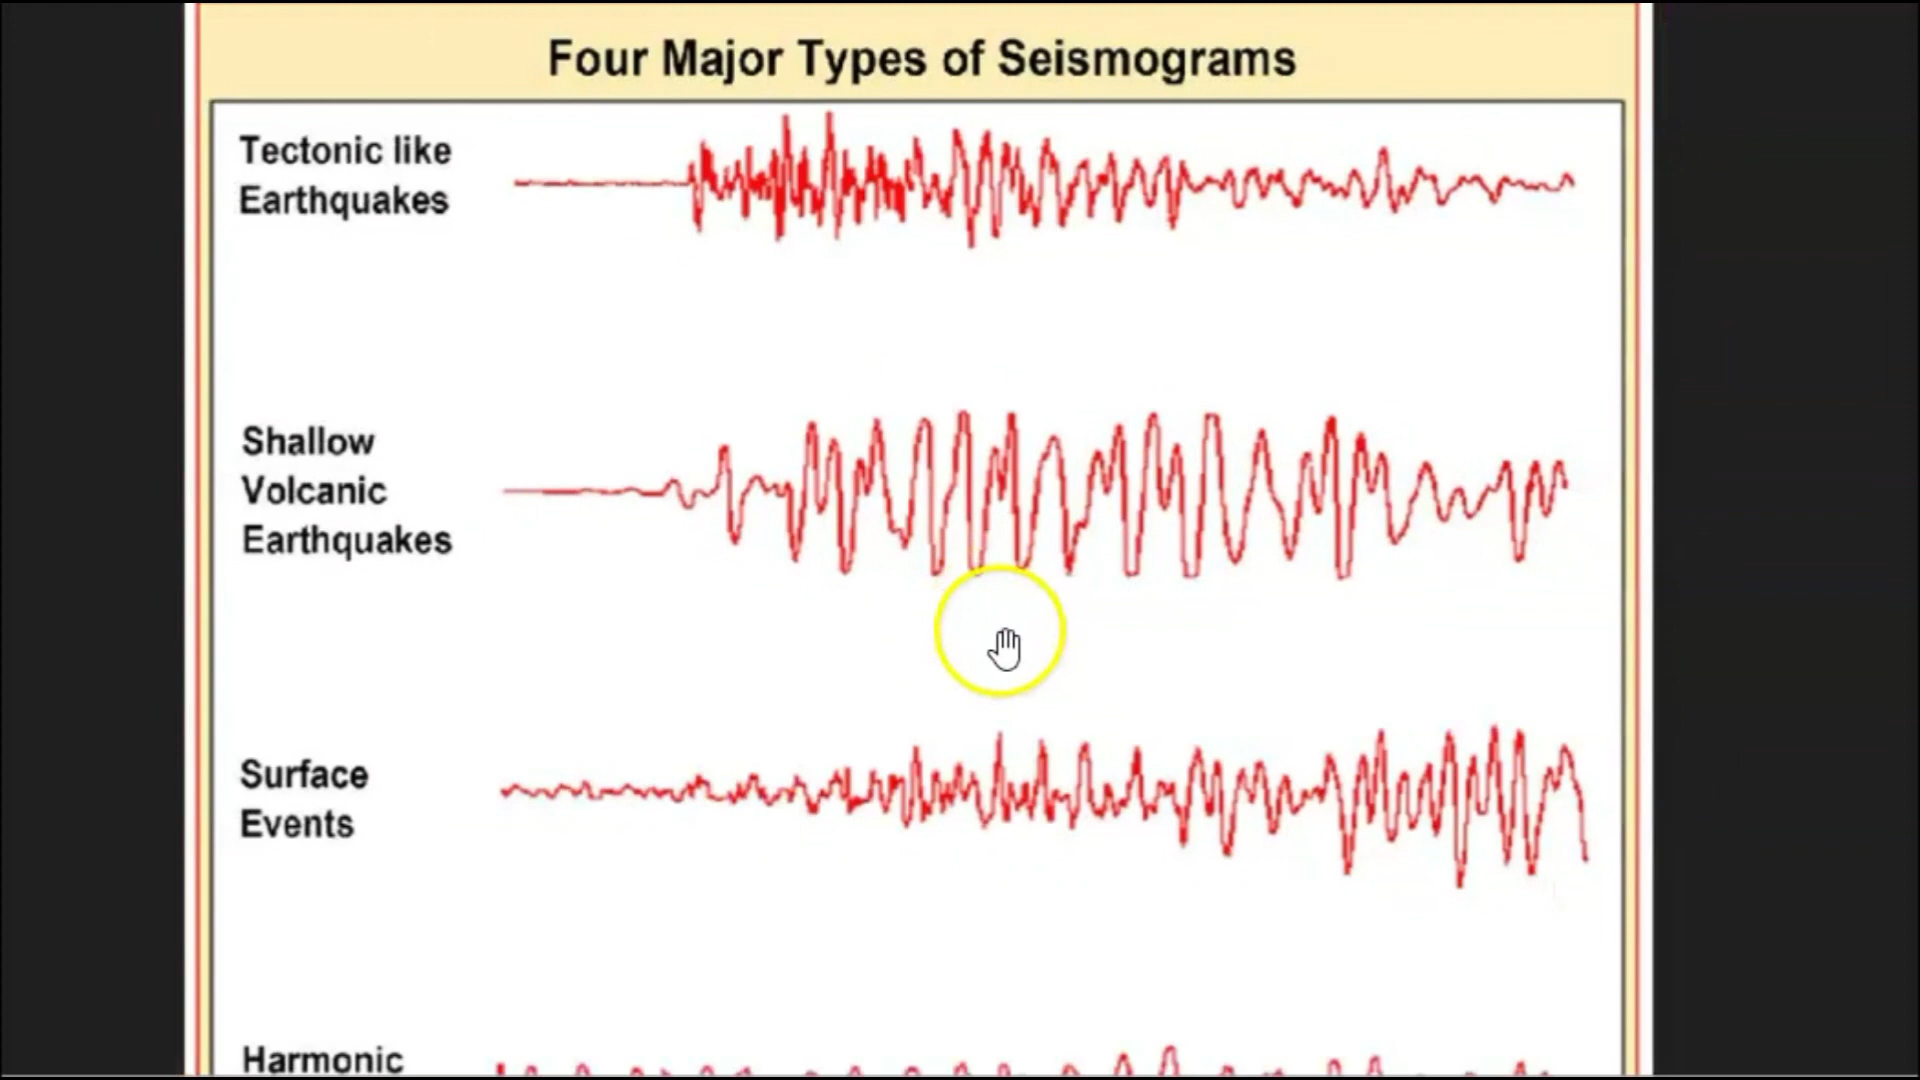 Four Major Types of Seismograms
Tectonic like
Earthquakes
Shallow
Volcanic
Earthquakes
Surface
Events
Harmonic